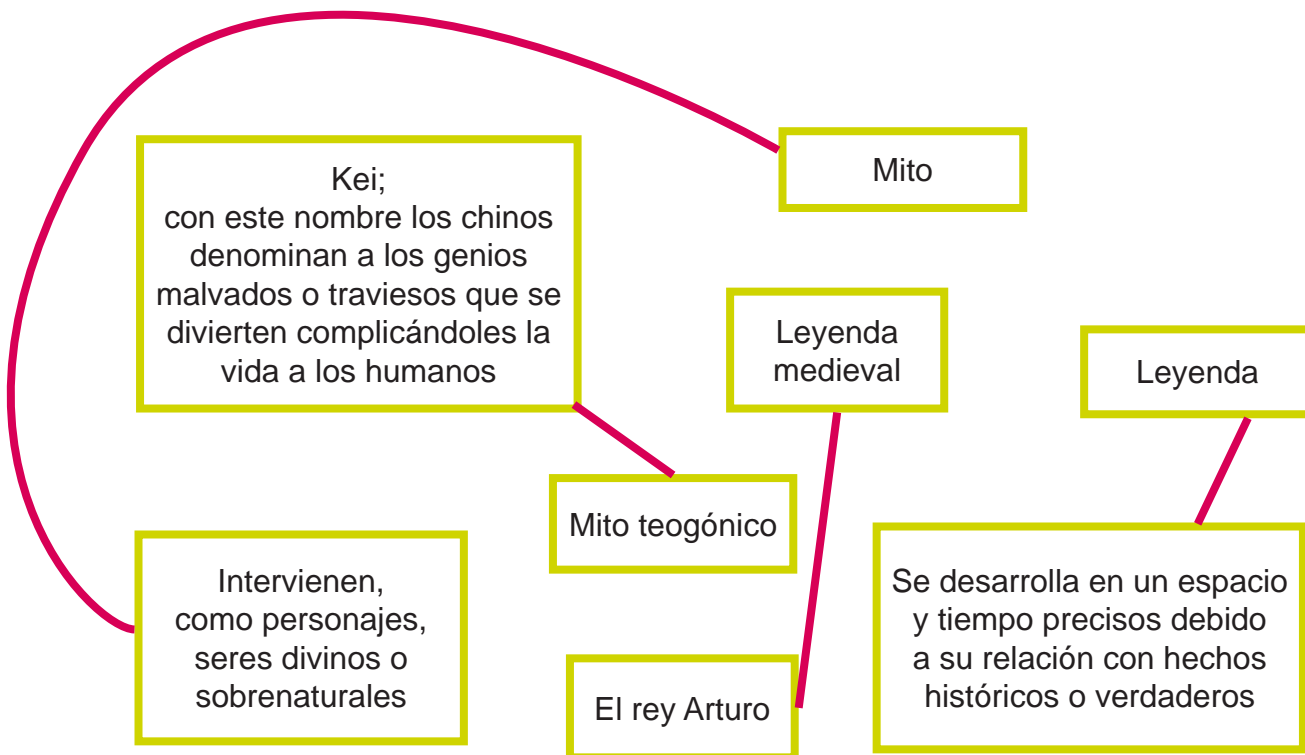 Mito
Kei;
con este nombre los chinos
denominan a los genios
malvados o traviesos que se
divierten complicándoles la
vida a los humanos
Leyenda
medieval
Leyenda
Mito teogónico
Intervienen,
como personajes,
seres divinos o
sobrenaturales
El rey Arturo
Se desarrolla en un espacio
y tiempo precisos debido
a su relación con hechos
históricos o verdaderos